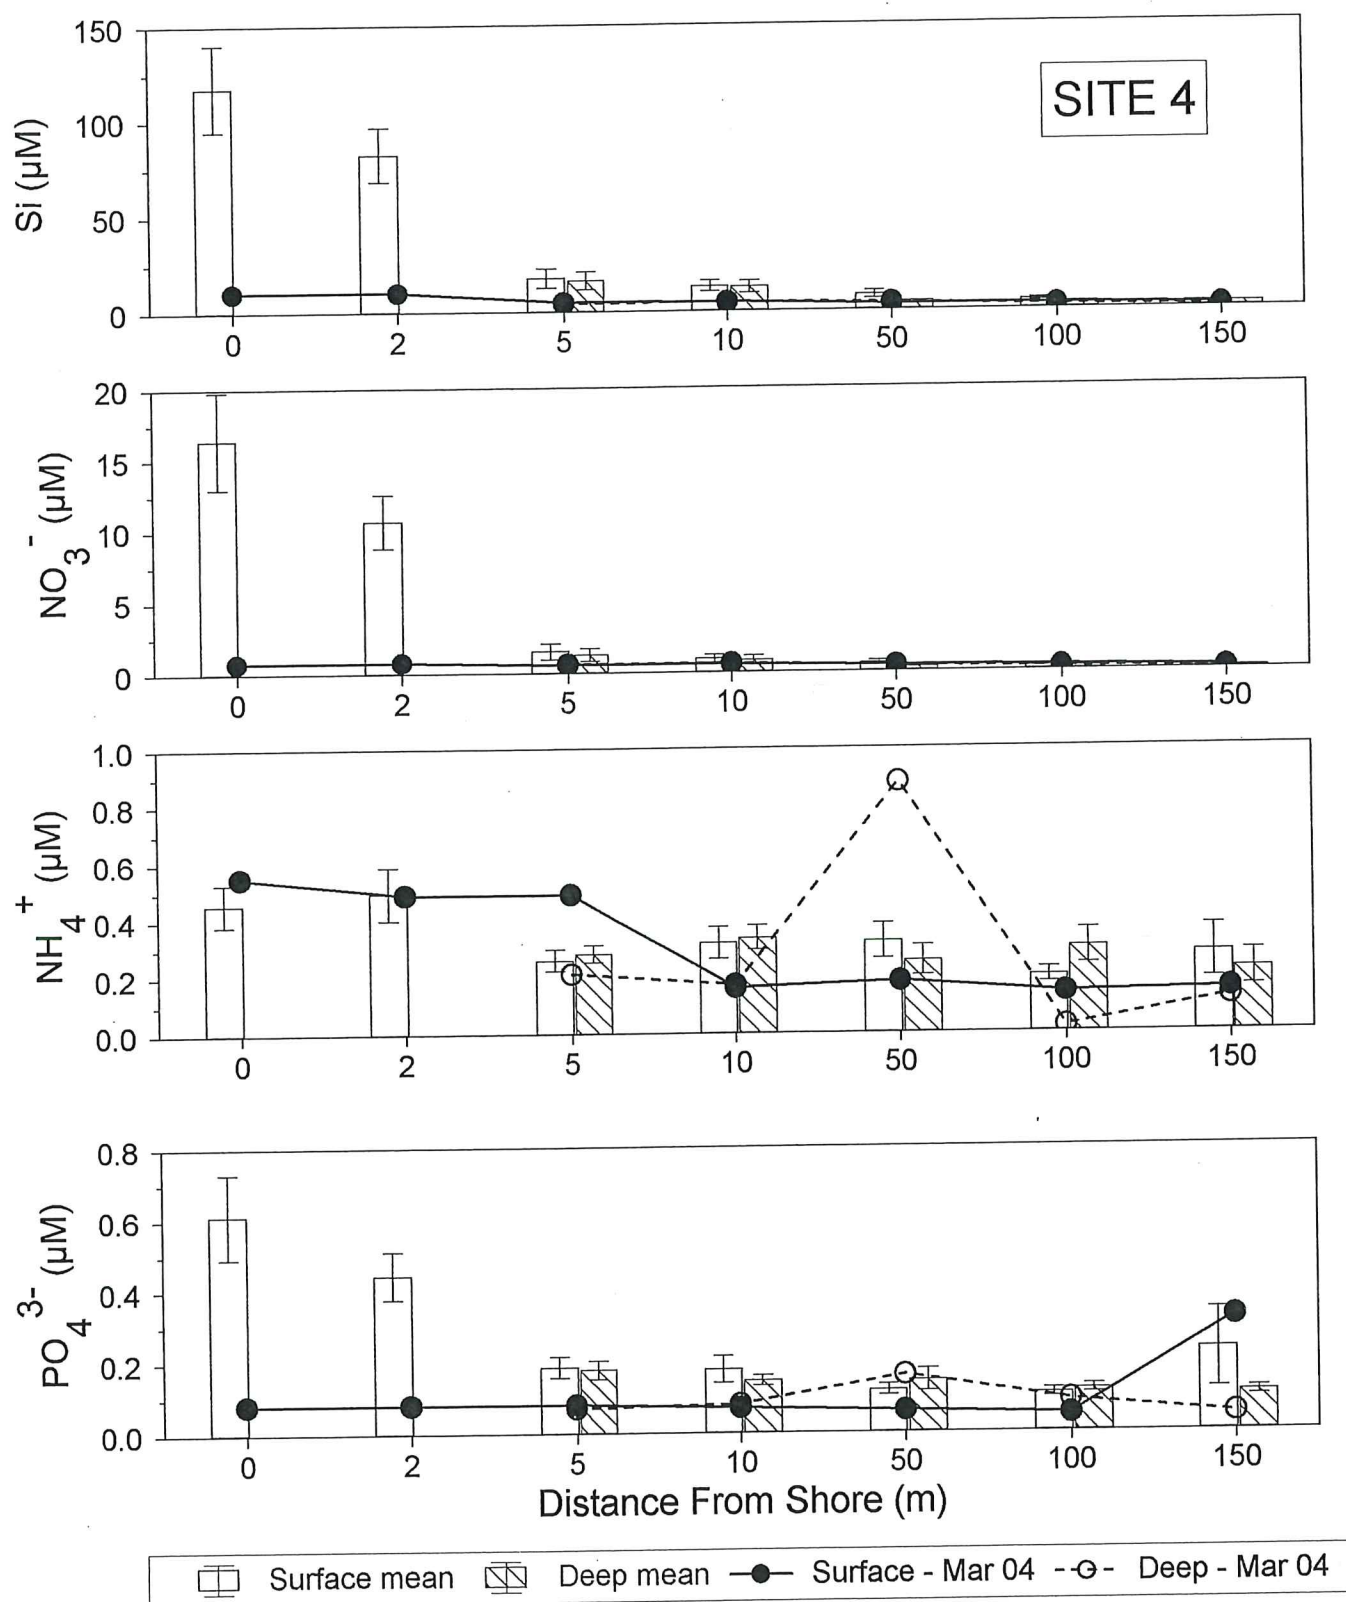 SITE 4
Si (µM)
150
100
50
0
0 2 5 10 50 100 150
NO3- (µM)
20
15
10
5
0
0 2 5 10 50 100 150
NH4+ (µM)
1.0
0.8
0.6
0.4
0.2
0.0
0 2 5 10 50 100 150
PO43- (µM)
0.8
0.6
0.4
0.2
0.0
0 2 5 10 50 100 150
Distance From Shore (m)
Surface mean Deep mean Surface - Mar 04 Deep - Mar 04